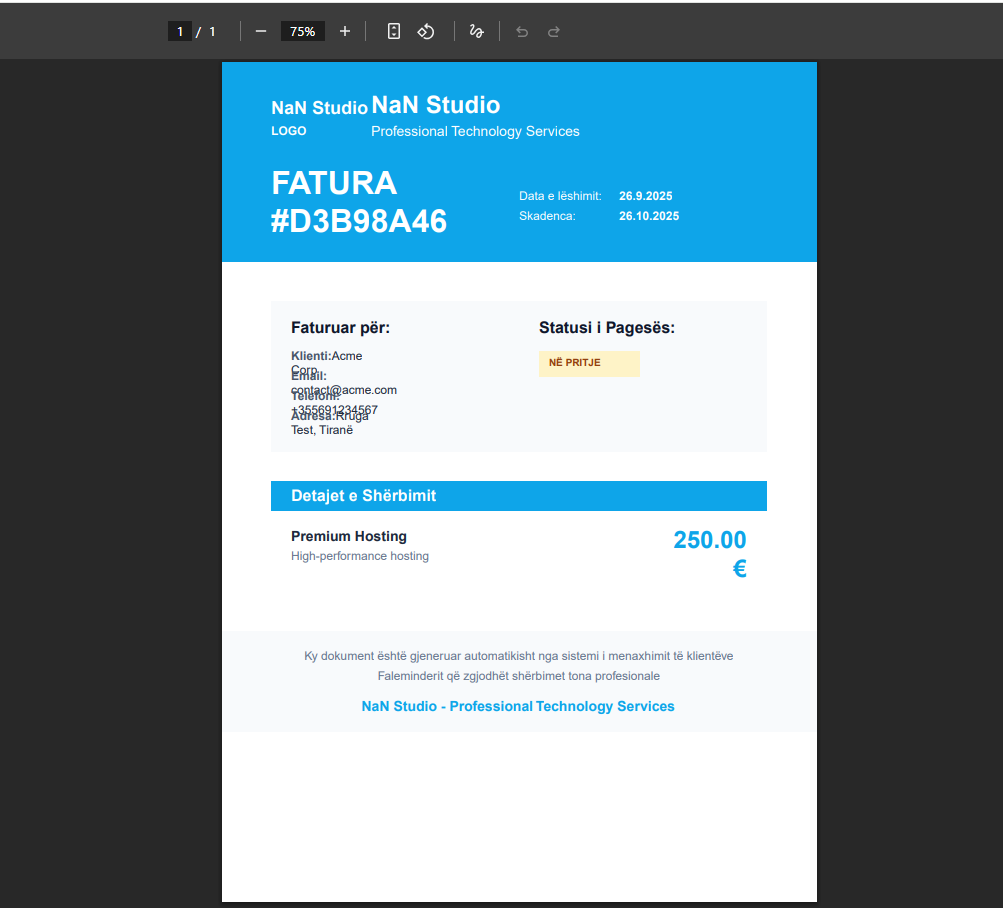 1 / 1
75%
NaN Studio NaN Studio
LOGO Professional Technology Services
FATURA
#D3B98A46
Data e lëshimit: 26.9.2025
Skadenca: 26.10.2025
Faturuar për:
Klienti:Acme
Corp
Email:
contact@acme.com
Telefoni:
+355691234567
Adresa:Rruga
Test, Tiranë
Statusi i Pagesës:
NË PRITJE
Detajet e Shërbimit
Premium Hosting
High-performance hosting
250.00
€
Ky dokument është gjeneruar automatikisht nga sistemi i menaxhimit të klientëve
Faleminderit që zgjodhët shërbimet tona profesionale
NaN Studio - Professional Technology Services